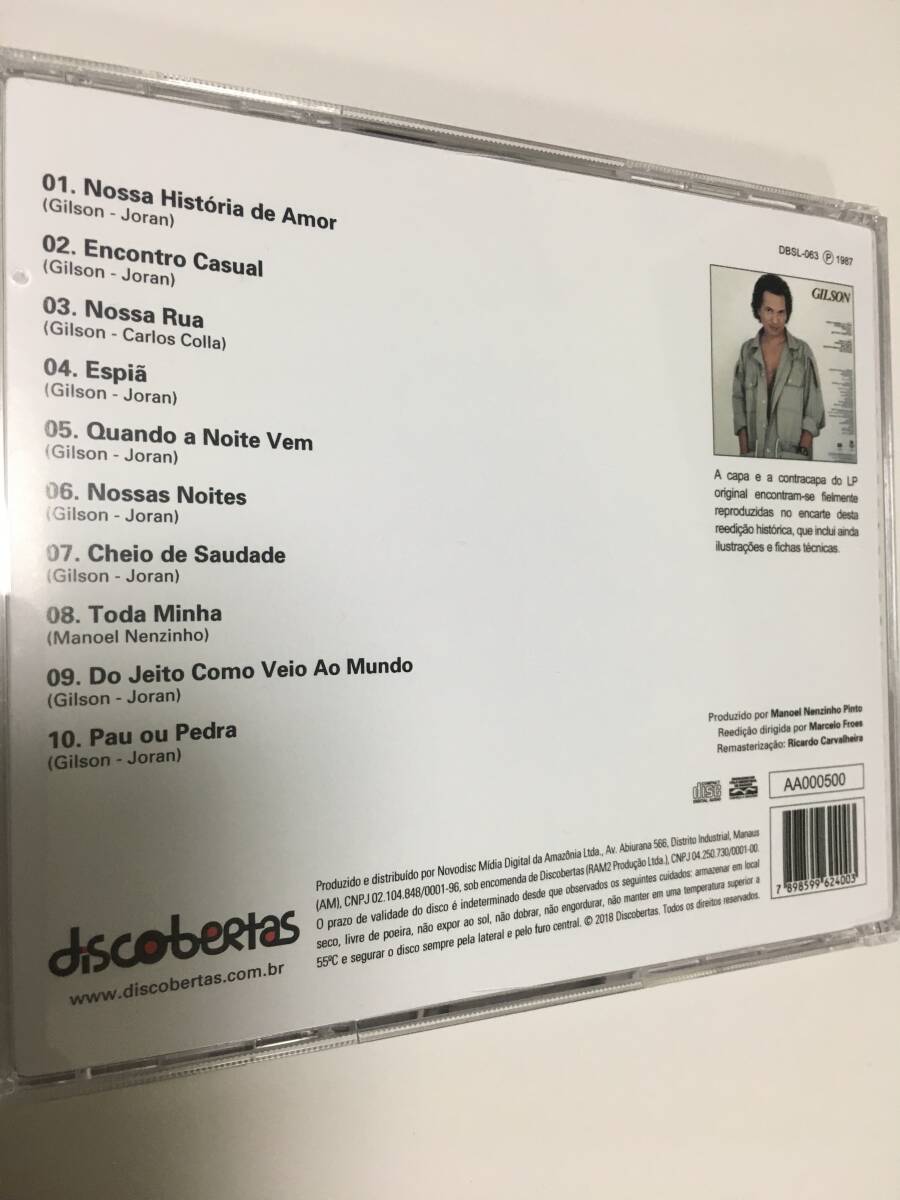 01. Nossa História de Amor
(Gilson - Joran)
02. Encontro Casual
(Gilson - Joran)
03. Nossa Rua
(Gilson - Carlos Colla)
04. Espiã
(Gilson - Joran)
05. Quando a Noite Vem
(Gilson - Joran)
06. Nossas Noites
(Gilson - Joran)
07. Cheio de Saudade
(Gilson - Joran)
08. Toda Minha
(Manoel Nenzinho)
09. Do Jeito Como Veio Ao Mundo
(Gilson - Joran)
10. Pau ou Pedra
(Gilson - Joran)
DBSL-063 Ⓟ 1987
GILSON
A capa e a contracapa do LP
original encontram-se fielmente
reproduzidas no encarte desta
reedição histórica, que inclui ainda
ilustrações e fichas técnicas.
Produzido por Manoel Nenzinho Pinto
Reedição dirigida por Marcelo Froes
Remasterização: Ricardo Carvalheira
COMPACT
disc
DIGITAL AUDIO
AA000500
7 898599 624003
Produzido e distribuído por Novodisc Mídia Digital da Amazônia Ltda., Av. Abiurana 566, Distrito Industrial, Manaus
(AM), CNPJ 02.104.848/0001-96, sob encomenda de Discobertas (RAM2 Produção Ltda.), CNPJ 04.250.730/0001-00.
O prazo de validade do disco é indeterminado desde que observados os seguintes cuidados: armazenar em local
seco, livre de poeira, não expor ao sol, não dobrar, não engordurar, não manter em uma temperatura superior a
55ºC e segurar o disco sempre pela lateral e pelo furo central. © 2018 Discobertas. Todos os direitos reservados.
discobertas
www.discobertas.com.br